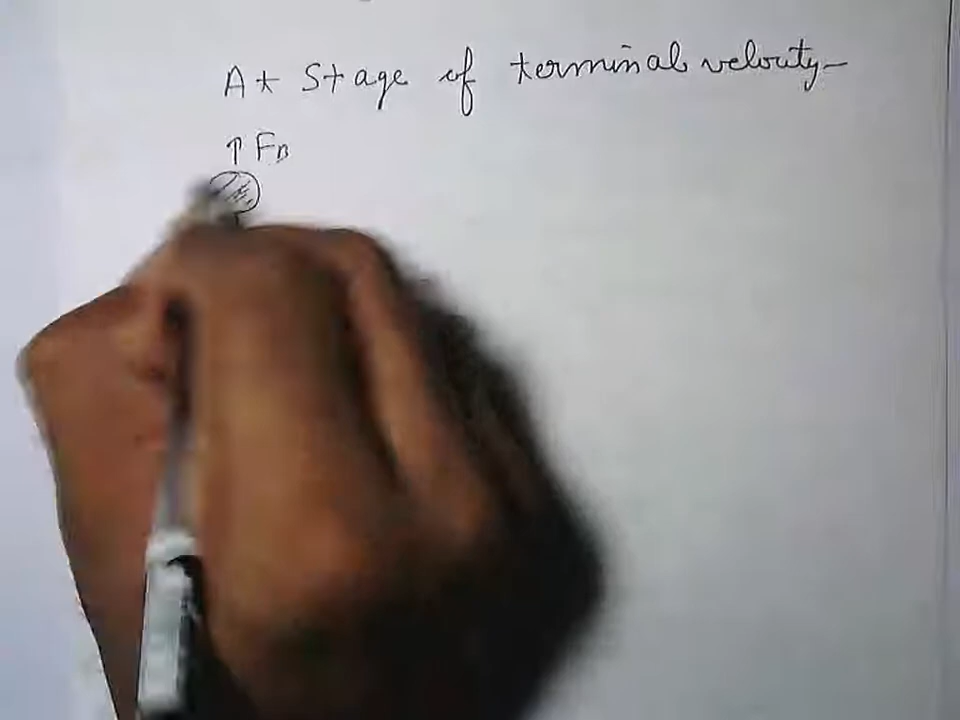 At Stage of terminal velocity-
↑ FB